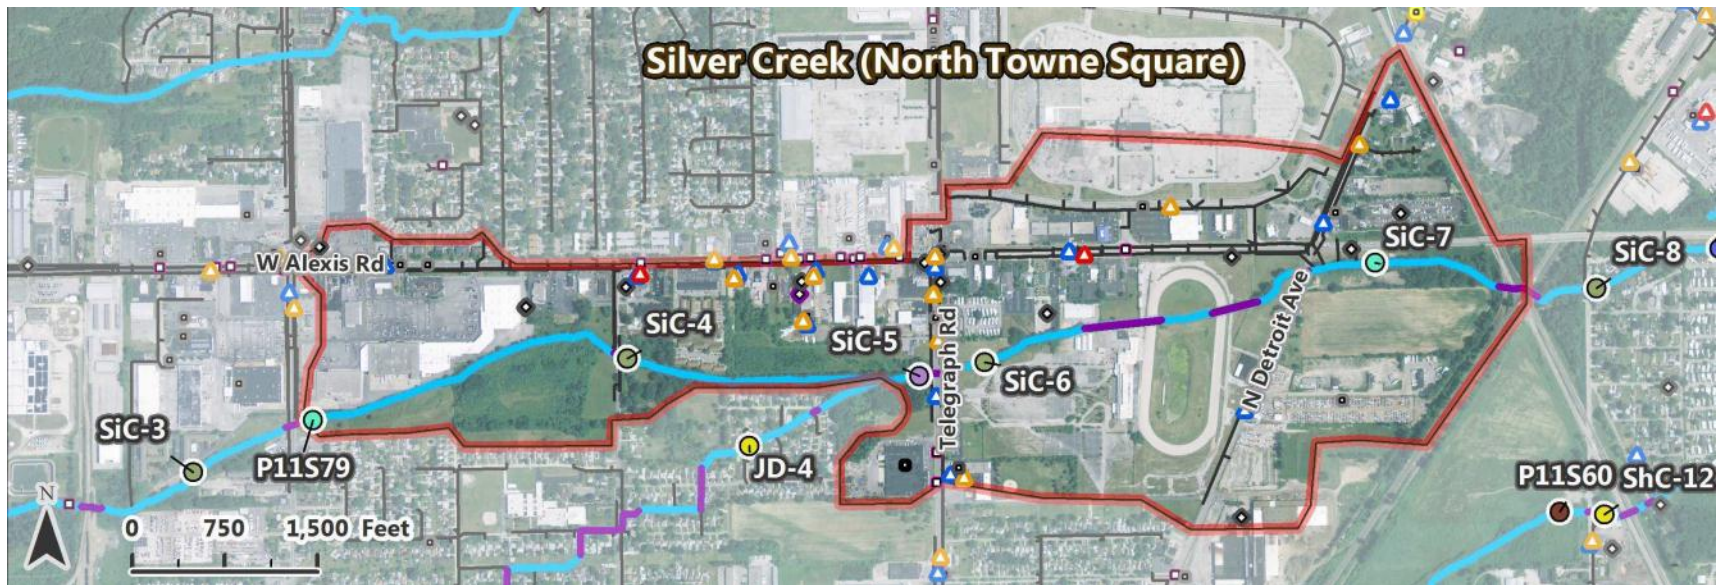 Silver Creek (North Towne Square)
SiC-7
SiC-8
W Alexis Rd
SiC-4
SiC-5
SiC-6
Telegraph Rd
N Detroit Ave
SiC-3
P11S79
JD-4
P11S60
ShC-12
N
0 750 1,500 Feet